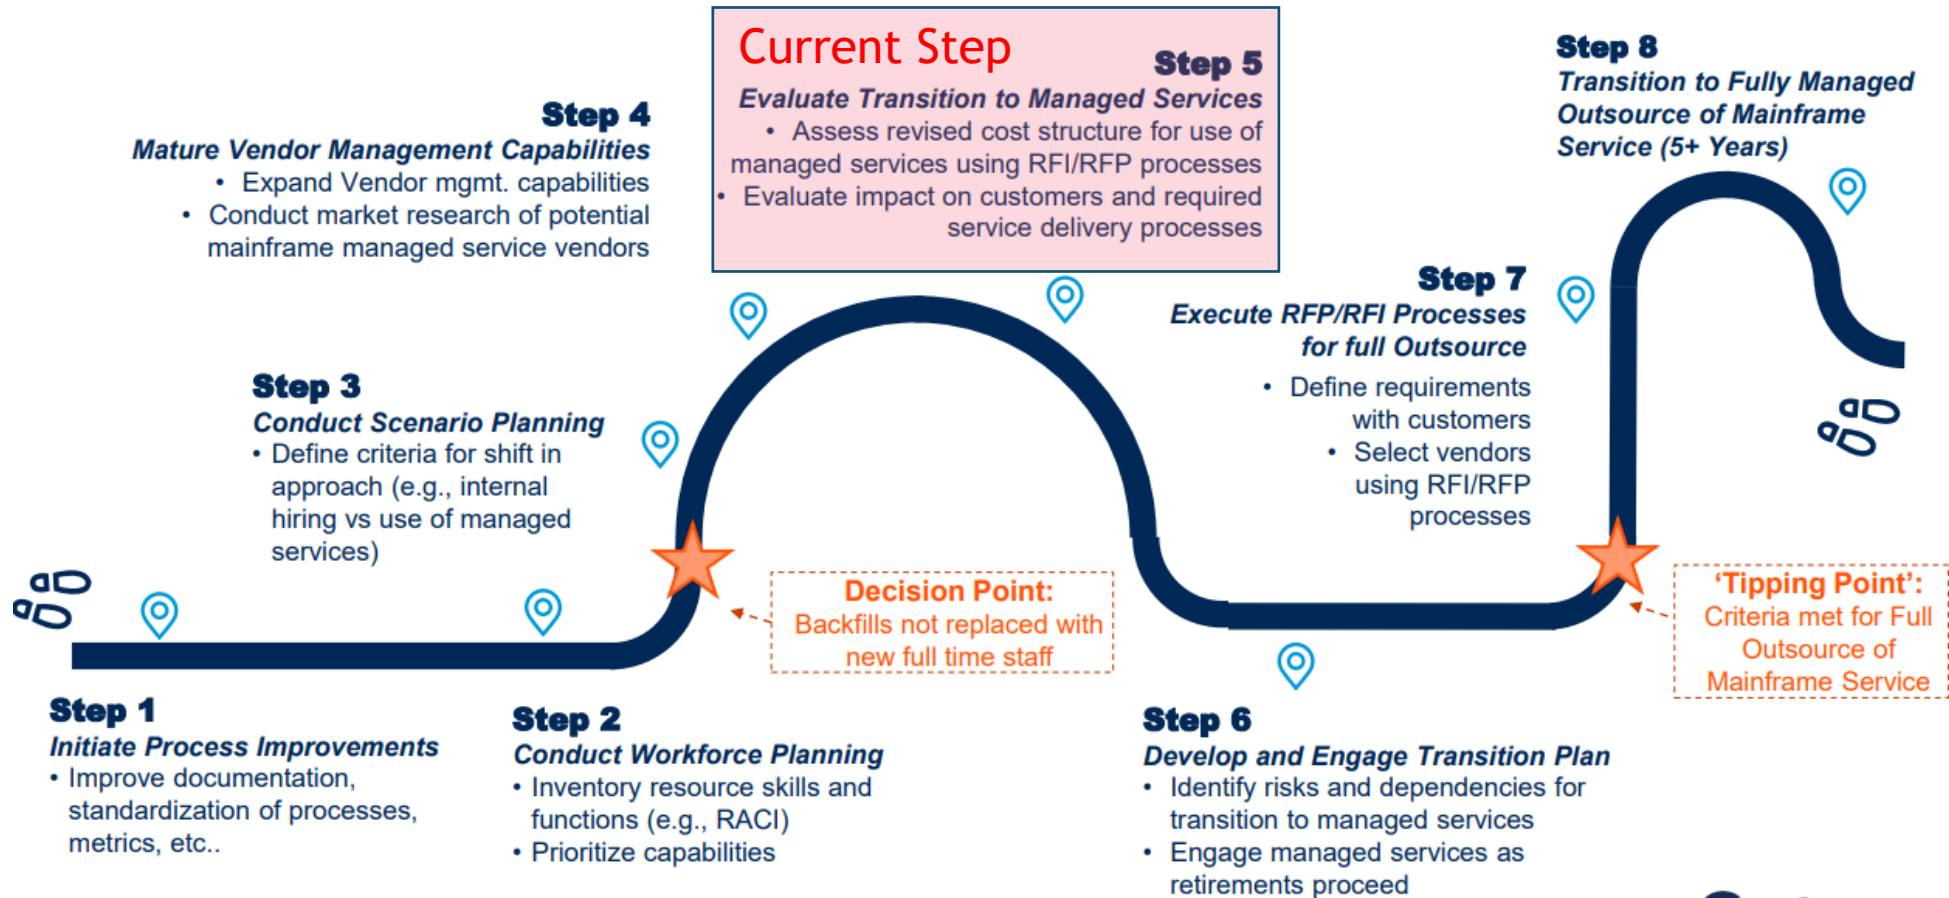 Current Step
Step 5
Evaluate Transition to Managed Services
• Assess revised cost structure for use of
managed services using RFI/RFP processes
• Evaluate impact on customers and required
service delivery processes
Step 8
Transition to Fully Managed
Outsource of Mainframe
Service (5+ Years)
Step 4
Mature Vendor Management Capabilities
• Expand Vendor mgmt. capabilities
• Conduct market research of potential
mainframe managed service vendors
Step 7
Execute RFP/RFI Processes
for full Outsource
• Define requirements
with customers
• Select vendors
using RFI/RFP
processes
Step 3
Conduct Scenario Planning
• Define criteria for shift in
approach (e.g., internal
hiring vs use of managed
services)
Decision Point:
Backfills not replaced with
new full time staff
‘Tipping Point’:
Criteria met for Full
Outsource of
Mainframe Service
Step 1
Initiate Process Improvements
• Improve documentation,
standardization of processes,
metrics, etc..
Step 2
Conduct Workforce Planning
• Inventory resource skills and
functions (e.g., RACI)
• Prioritize capabilities
Step 6
Develop and Engage Transition Plan
• Identify risks and dependencies for
transition to managed services
• Engage managed services as
retirements proceed